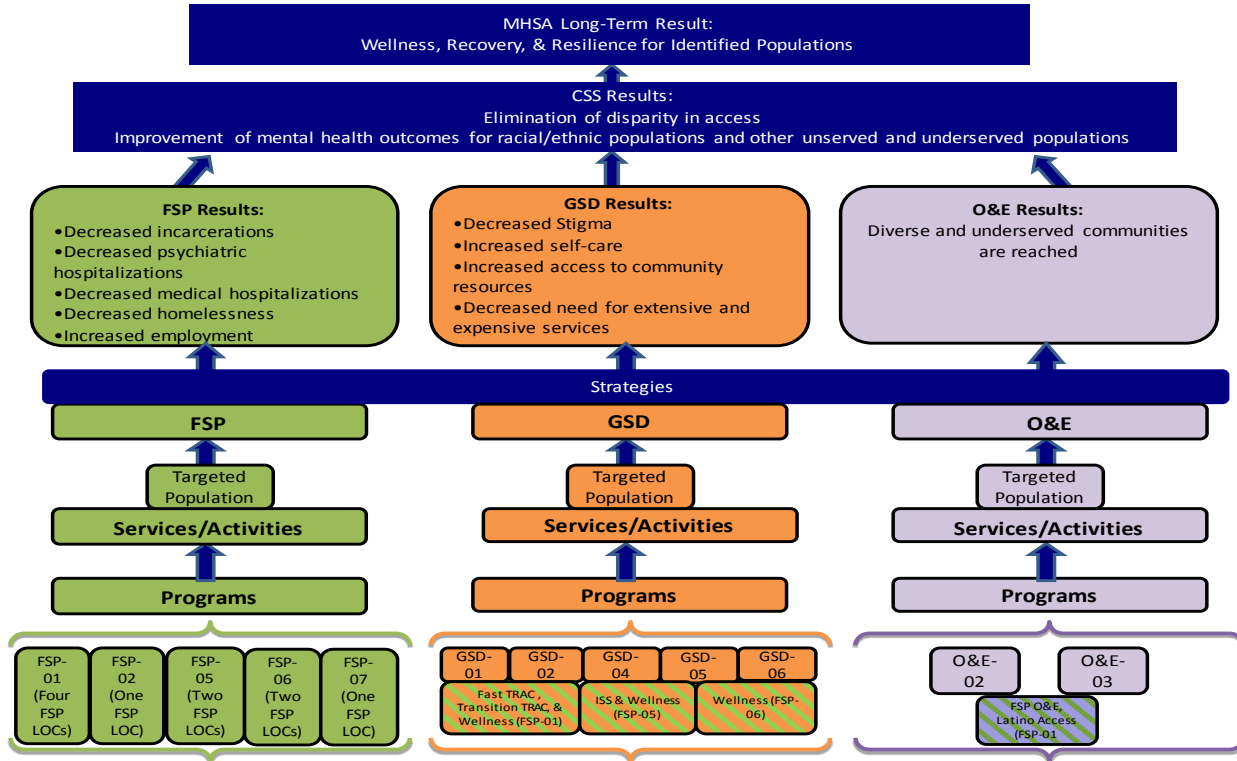 MHSA Long-Term Result:
Wellness, Recovery, & Resilience for Identified Populations
CSS Results:
Elimination of disparity in access
Improvement of mental health outcomes for racial/ethnic populations and other unserved and underserved populations
FSP Results:
•Decreased incarcerations
•Decreased psychiatric
hospitalizations
•Decreased medical hospitalizations
•Decreased homelessness
•Increased employment
GSD Results:
•Decreased Stigma
•Increased self-care
•Increased access to community
resources
•Decreased need for extensive and
expensive services
O&E Results:
Diverse and underserved communities
are reached
Strategies
FSP
GSD
O&E
Targeted
Population
Targeted
Population
Targeted
Population
Services/Activities
Services/Activities
Services/Activities
Programs
Programs
Programs
FSP-
01
(Four
FSP
LOCs)
FSP-
02
(One
FSP
LOC)
FSP-
05
(Two
FSP
LOCs)
FSP-
06
(Two
FSP
LOCs)
FSP-
07
(One
FSP
LOC)
GSD-
01
GSD-
02
GSD-
04
GSD-
05
GSD-
06
Fast TRAC ,
Transition TRAC, &
Wellness (FSP-01)
ISS & Wellness
(FSP-05)
Wellness (FSP-
06)
O&E-
02
O&E-
03
FSP O&E,
Latino Access
(FSP-01